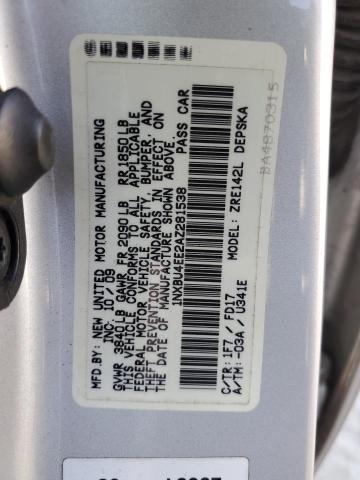 MFD.BY: NEW UNITED MOTOR MANUFACTURING
INC· 10/09
GVWR 3840LB GAWR FR 2090LB RR 1850LB
THIS VEHICLE CONFORMS TO ALL APPLICABLE
FEDERAL MOTOR VEHICLE SAFETY, BUMPER, AND
THEFT PREVENTION STANDARDS IN EFFECT ON
THE DATE OF MANUFACTURE SHOWN ABOVE.
1NXBU4EE2AZ291538 PASS CAR
C/TR: 1F7 / FD17 MODEL: ZRE142L DEPSKA
A/TM: -03A / U341E
BA4870315